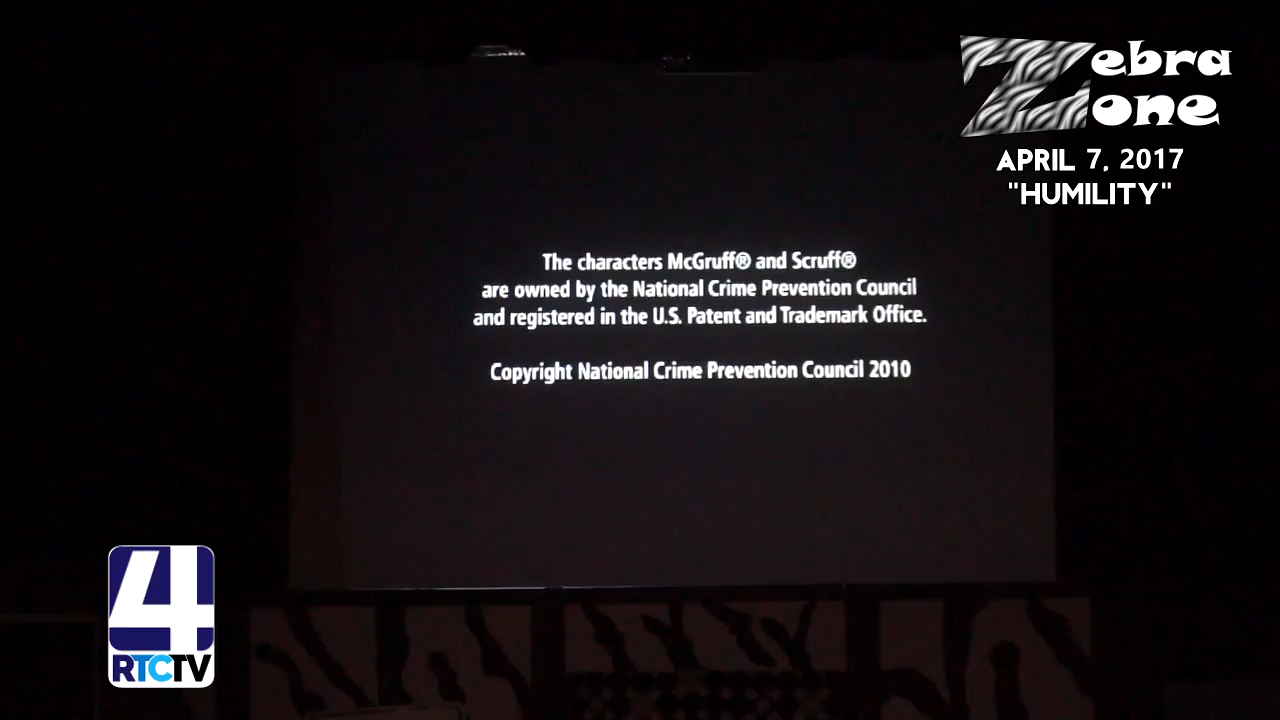 Zebra
Zone
APRIL 7, 2017
"HUMILITY"
The characters McGruff® and Scruff®
are owned by the National Crime Prevention Council
and registered in the U.S. Patent and Trademark Office.
Copyright National Crime Prevention Council 2010
4
RTCTV